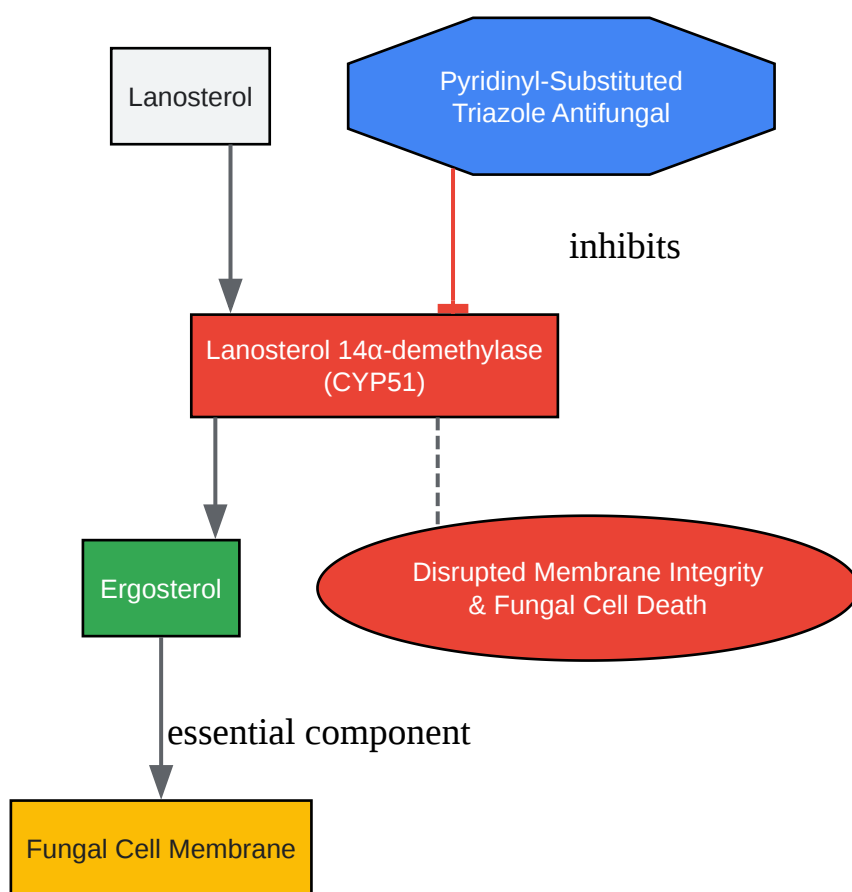 Lanosterol
Pyridinyl-Substituted
Triazole Antifungal
inhibits
Lanosterol 14α-demethylase
(CYP51)
Ergosterol
Disrupted Membrane Integrity
& Fungal Cell Death
essential component
Fungal Cell Membrane